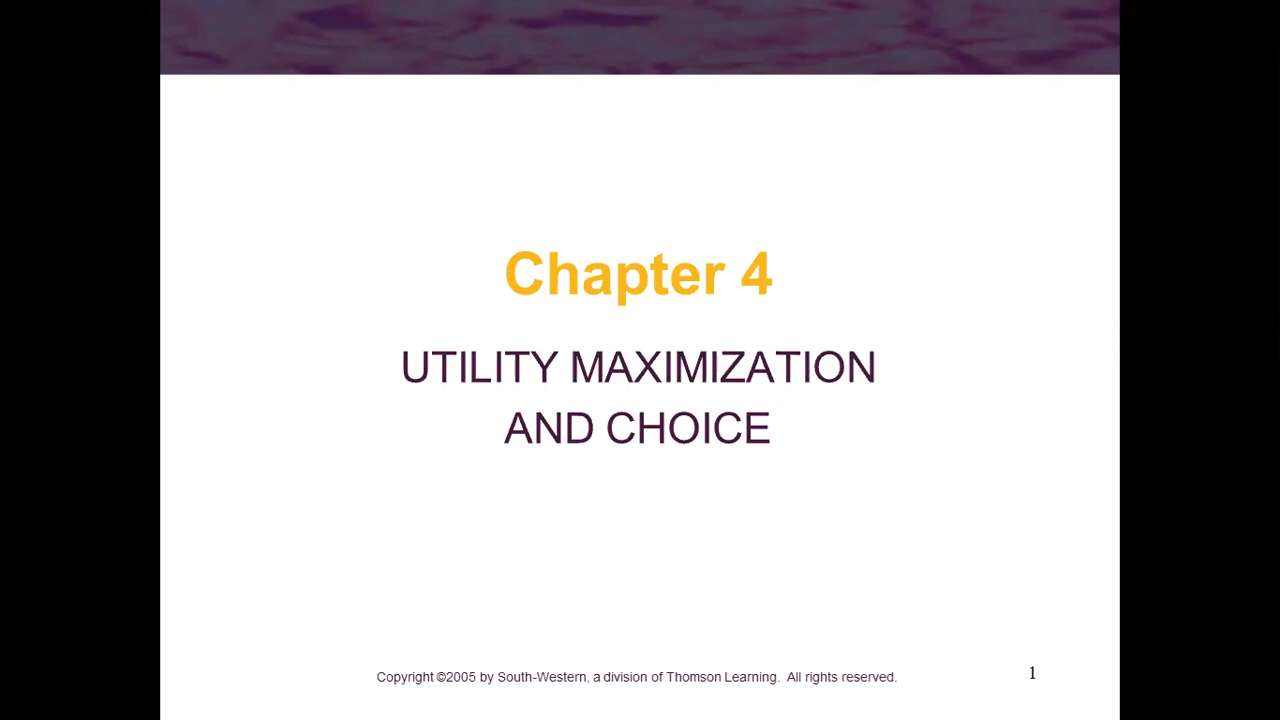 Chapter 4
UTILITY MAXIMIZATION
AND CHOICE
Copyright ©2005 by South-Western, a division of Thomson Learning. All rights reserved.
1